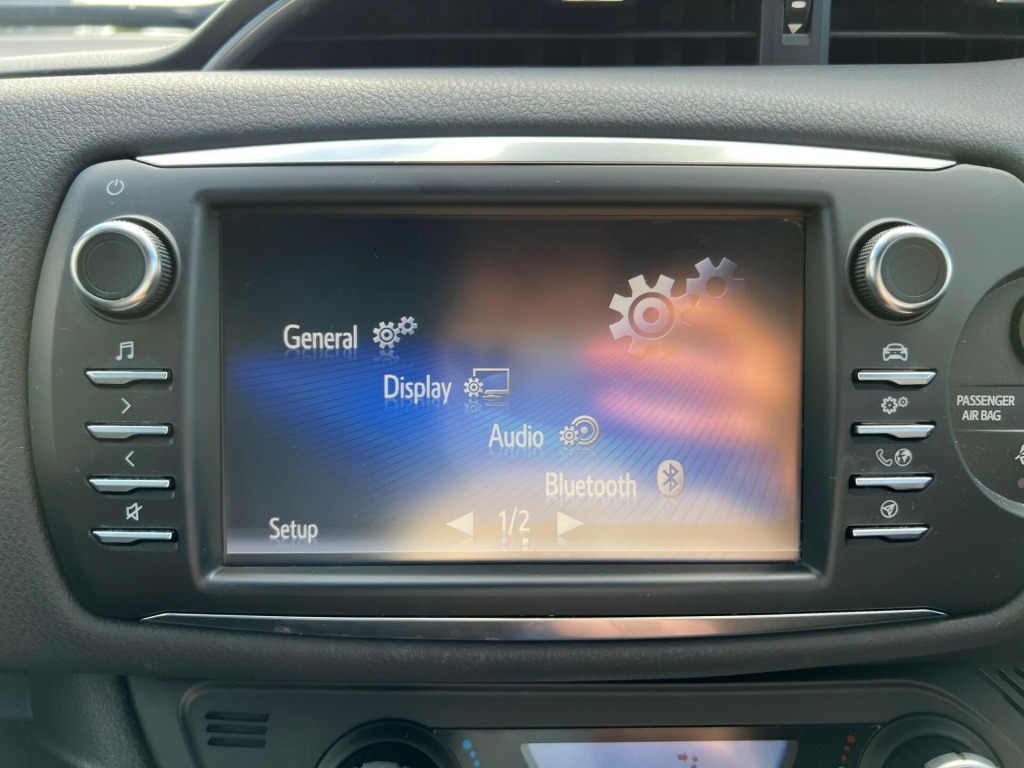 General
Display
Audio
Bluetooth
Setup
1/2
PASSENGER
AIR BAG